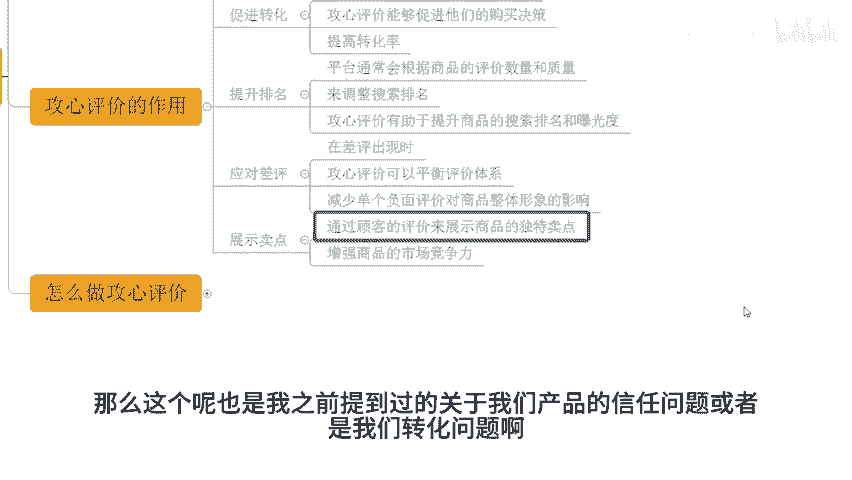 促进转化
攻心评价能够促进他们的购买决策
提高转化率
平台通常会根据商品的评价数量和质量
攻心评价的作用
提升排名
来调整搜索排名
攻心评价有助于提升商品的搜索排名和曝光度
在差评出现时
应对差评
攻心评价可以平衡评价体系
减少单个负面评价对商品整体形象的影响
通过顾客的评价来展示商品的独特卖点
展示卖点
增强商品的市场竞争力
怎么做攻心评价
那么这个呢也是我之前提到过的关于我们产品的信任问题或者
是我们转化问题啊